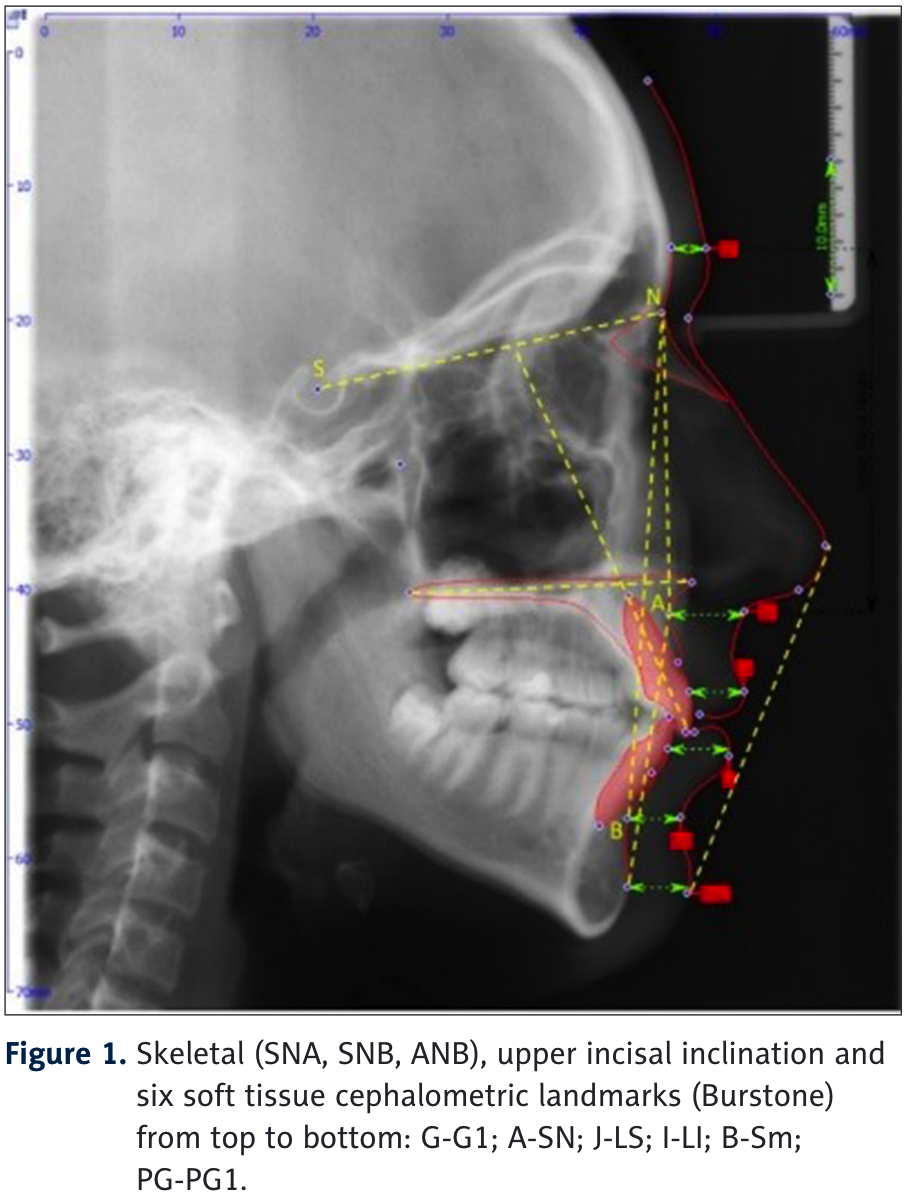 0 10 20 30 40 60mm
0
10
10.0mm
N
20
S
30
40
A
50
B
60
70mm
Figure 1. Skeletal (SNA, SNB, ANB), upper incisal inclination and
six soft tissue cephalometric landmarks (Burstone)
from top to bottom: G-G1; A-SN; J-LS; I-LI; B-Sm;
PG-PG1.